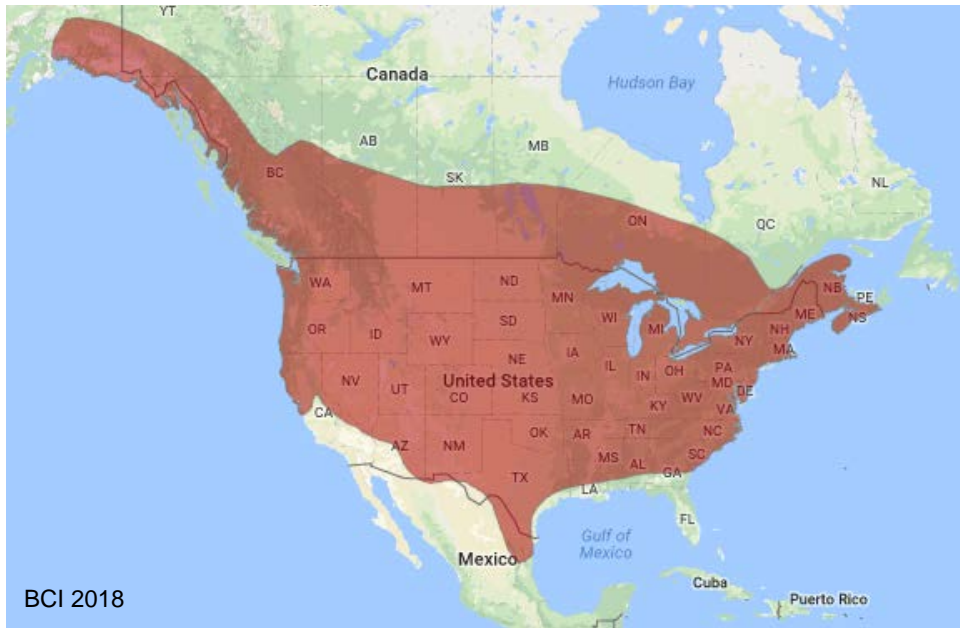 YT
Canada
Hudson Bay
AB
MB
BC
SK
NL
ON
QC
WA
MT
ND
MN
NB
PE
ME
NS
OR
ID
SD
WI
MI
NH
WY
NY
MA
IA
NE
IL
IN
OH
PA
NV
UT
United States
MD
DE
CO
KS
MO
KY
WV
VA
CA
AZ
NM
OK
AR
TN
NC
MS
AL
SC
GA
TX
LA
FL
Gulf of
Mexico
Mexico
Cuba
Puerto Rico
BCI 2018